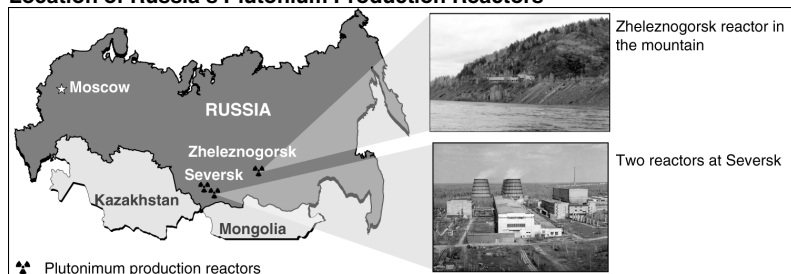 Location of Russia's Plutonium Production Reactors
Zheleznogorsk reactor in
the mountain
Moscow
RUSSIA
Zheleznogorsk
Seversk
Two reactors at Seversk
Kazakhstan
Mongolia
Plutonimum production reactors